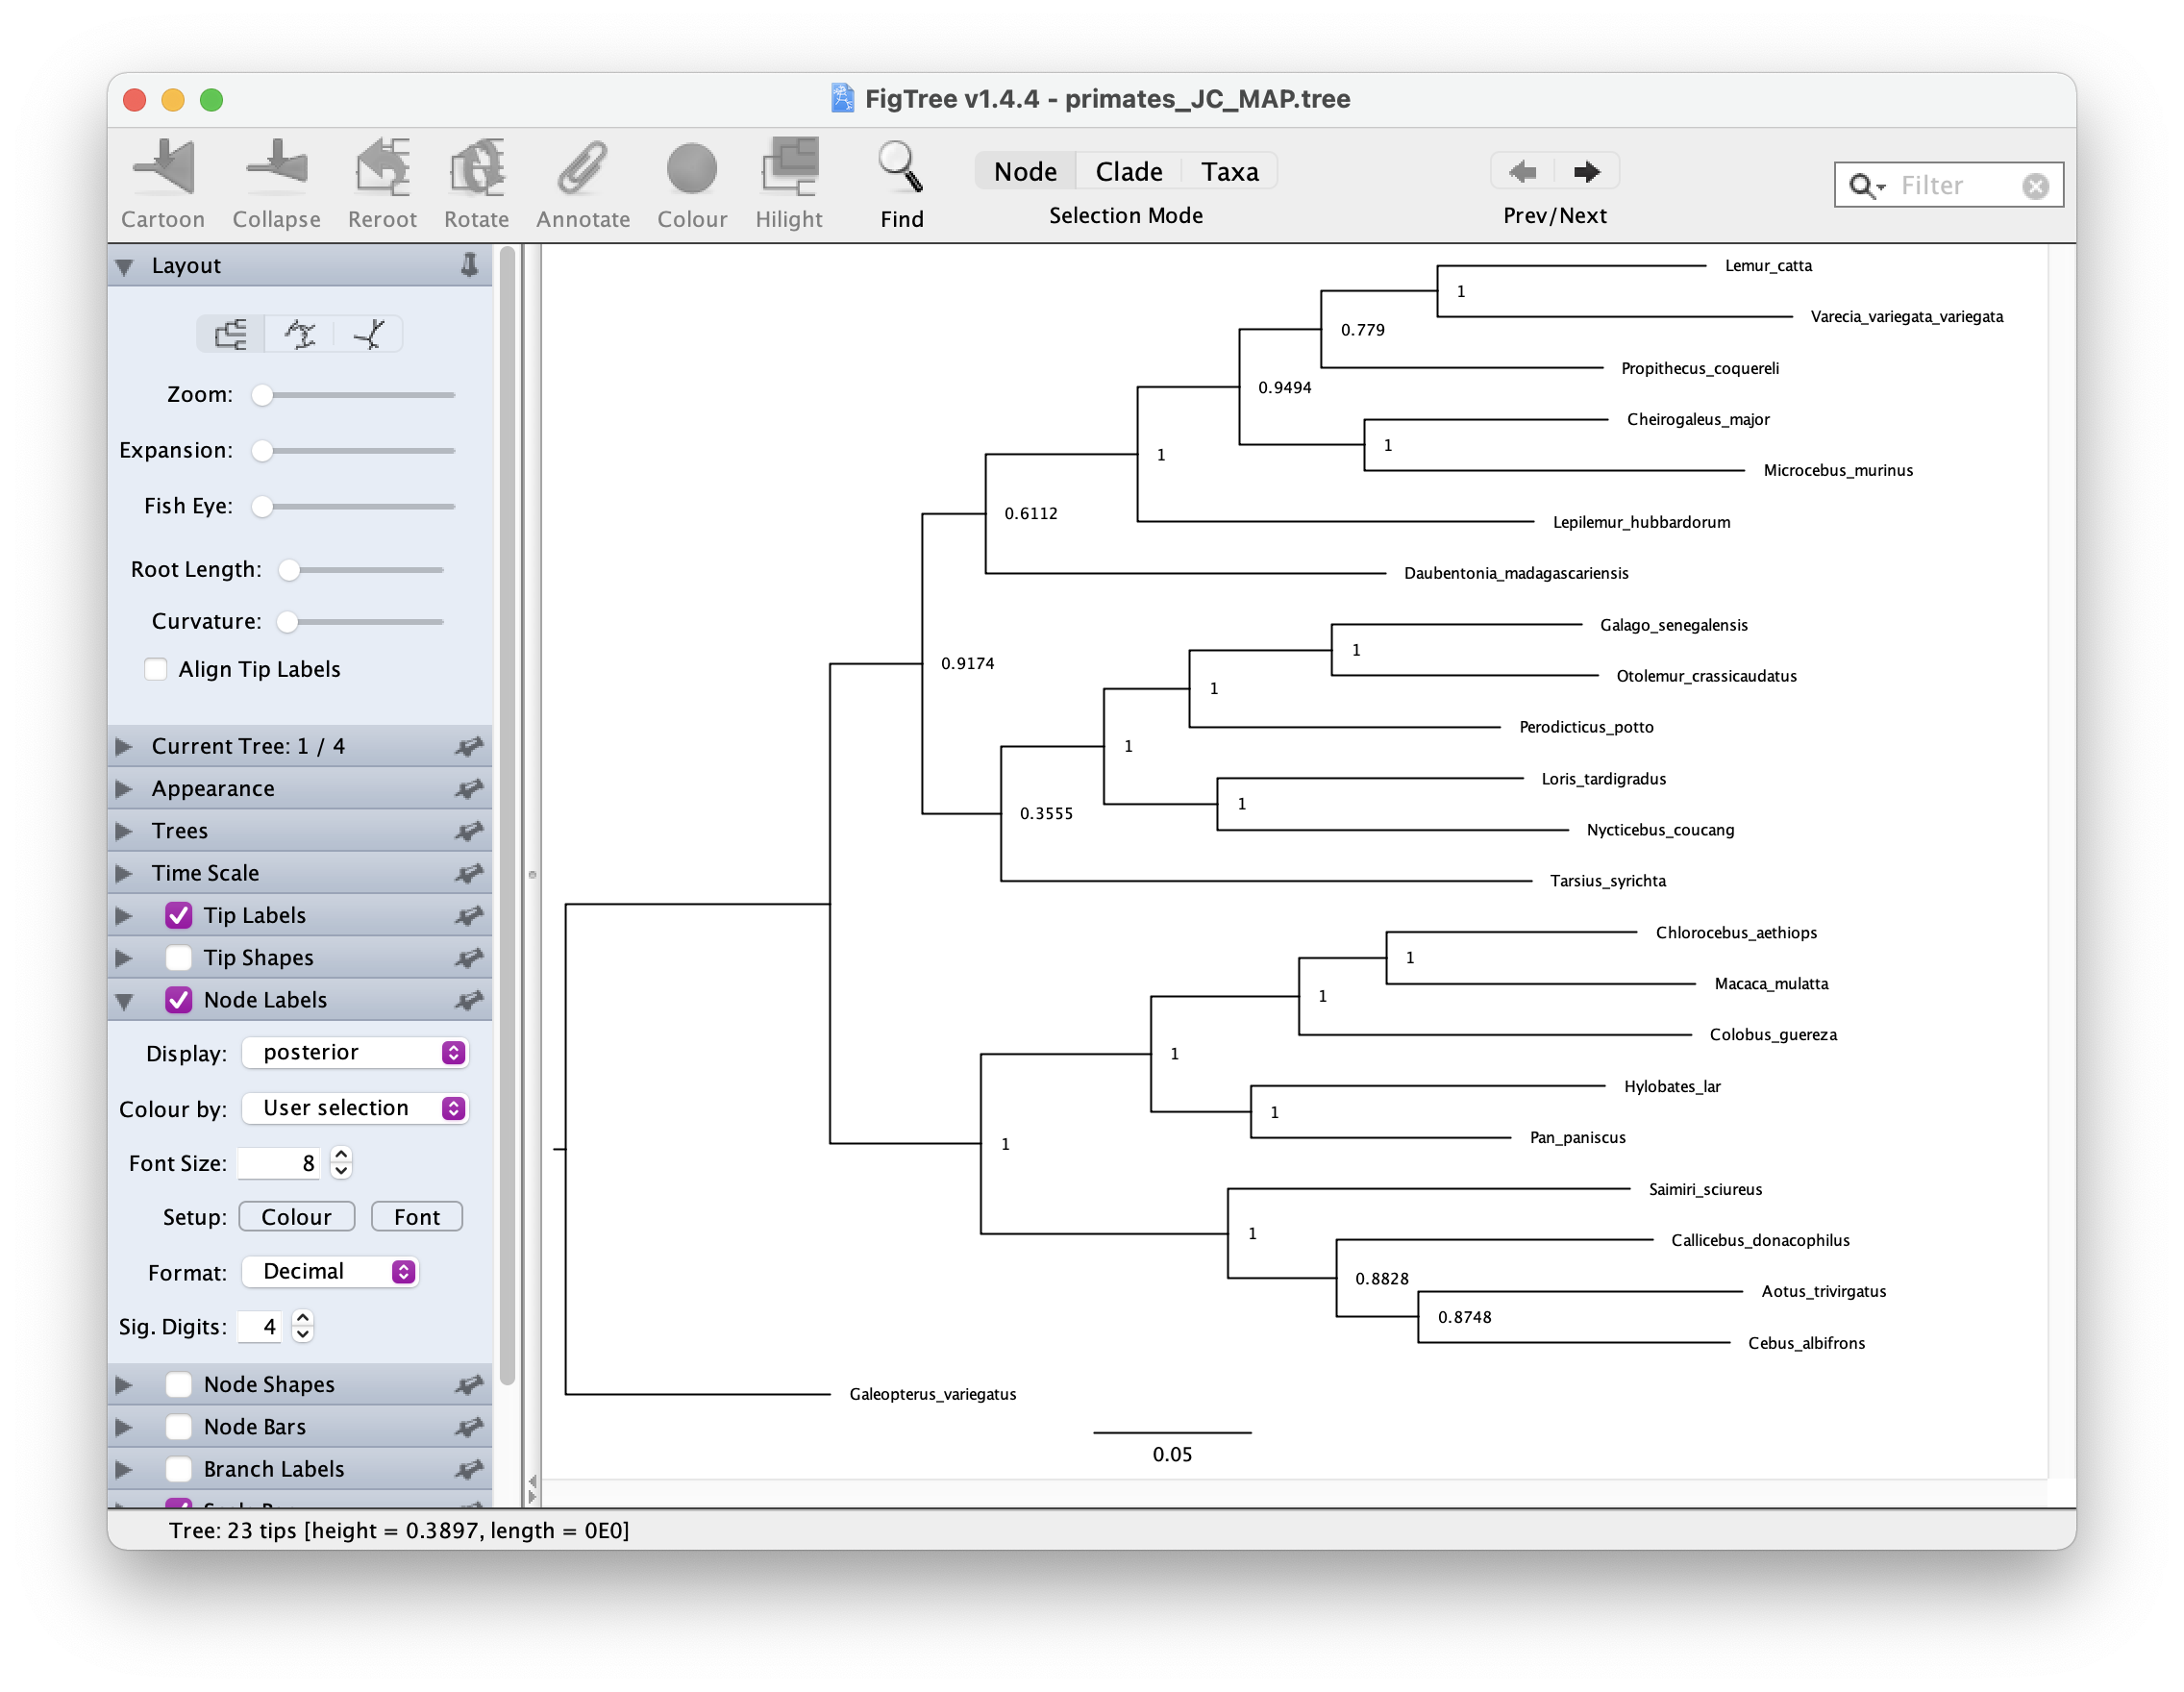 FigTree v1.4.4 - primates_JC_MAP.tree
Cartoon Collapse Reroot Rotate Annotate Colour Hilight Find
Node Clade Taxa
Selection Mode
Prev/Next
Filter
Layout
Zoom:
Expansion:
Fish Eye:
Root Length:
Curvature:
Align Tip Labels
Current Tree: 1 / 4
Appearance
Trees
Time Scale
Tip Labels
Tip Shapes
Node Labels
Display: posterior
Colour by: User selection
Font Size: 8
Setup: Colour Font
Format: Decimal
Sig. Digits: 4
Node Shapes
Node Bars
Branch Labels
Lemur_catta
1
Varecia_variegata_variegata
0.779
Propithecus_coquereli
0.9494
Cheirogaleus_major
1
1
Microcebus_murinus
0.6112
Lepilemur_hubbardorum
Daubentonia_madagascariensis
Galago_senegalensis
1
0.9174
Otolemur_crassicaudatus
1
Perodicticus_potto
1
Loris_tardigradus
1
0.3555
Nycticebus_coucang
Tarsius_syrichta
Chlorocebus_aethiops
1
Macaca_mulatta
1
Colobus_guereza
1
Hylobates_lar
1
Pan_paniscus
1
Saimiri_sciureus
1
Callicebus_donacophilus
0.8828
Aotus_trivirgatus
0.8748
Cebus_albifrons
Galeopterus_variegatus
0.05
Tree: 23 tips [height = 0.3897, length = 0E0]